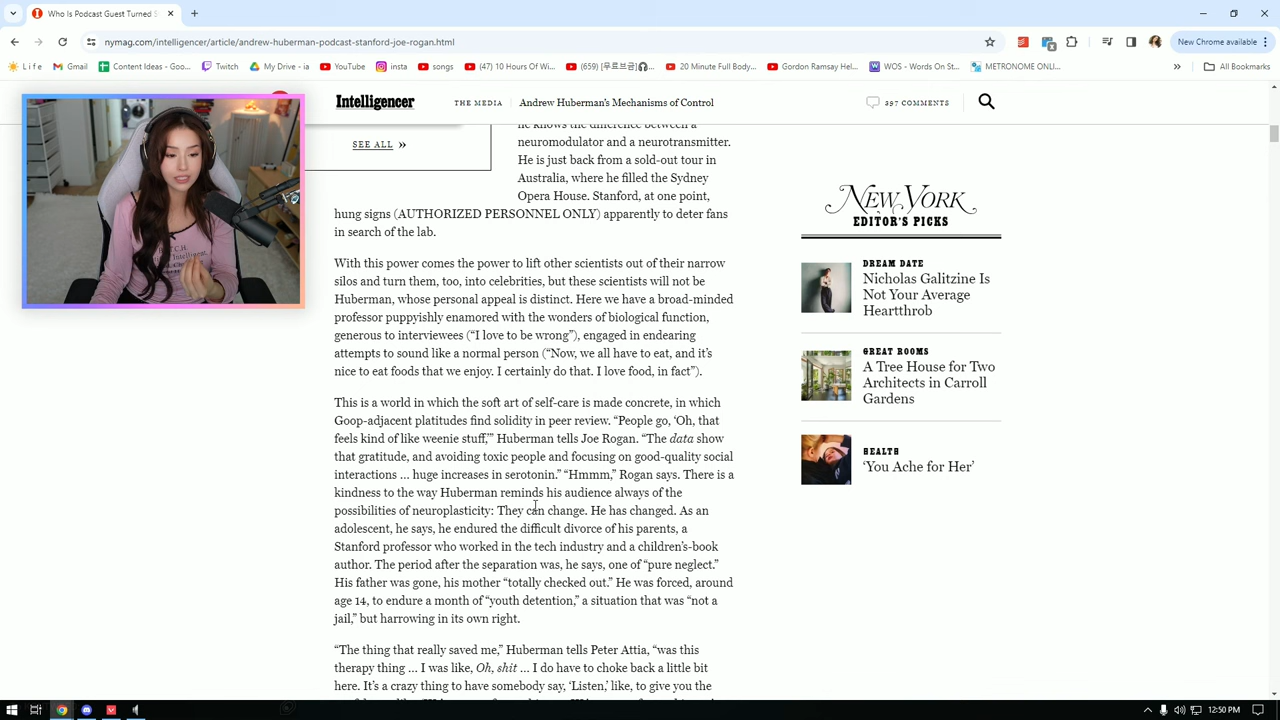 Who Is Podcast Guest Turned S
nymag.com/intelligencer/article/andrew-huberman-podcast-stanford-joe-rogan.html
New Chrome available
L i f e
Gmail
Content Ideas - Goo...
Twitch
My Drive - ia
YouTube
insta
songs
(47) 10 Hours Of Wi...
(659) [무료브금]🎧...
20 Minute Full Body...
Gordon Ramsay Hel...
WOS - Words On St...
METRONOME ONLI...
All Bookmarks
Intelligencer
THE MEDIA
Andrew Huberman's Mechanisms of Control
397 COMMENTS
SEE ALL
he knows the difference between a
neuromodulator and a neurotransmitter.
He is just back from a sold-out tour in
Australia, where he filled the Sydney
Opera House. Stanford, at one point,
hung signs (AUTHORIZED PERSONNEL ONLY) apparently to deter fans
in search of the lab.
With this power comes the power to lift other scientists out of their narrow
silos and turn them, too, into celebrities, but these scientists will not be
Huberman, whose personal appeal is distinct. Here we have a broad-minded
professor puppyishly enamored with the wonders of biological function,
generous to interviewees (“I love to be wrong”), engaged in endearing
attempts to sound like a normal person (“Now, we all have to eat, and it’s
nice to eat foods that we enjoy. I certainly do that. I love food, in fact”).
This is a world in which the soft art of self-care is made concrete, in which
Goop-adjacent platitudes find solidity in peer review. “People go, ‘Oh, that
feels kind of like weenie stuff,’” Huberman tells Joe Rogan. “The data show
that gratitude, and avoiding toxic people and focusing on good-quality social
interactions … huge increases in serotonin.” “Hmmm,” Rogan says. There is a
kindness to the way Huberman reminds his audience always of the
possibilities of neuroplasticity: They can change. He has changed. As an
adolescent, he says, he endured the difficult divorce of his parents, a
Stanford professor who worked in the tech industry and a children’s-book
author. The period after the separation was, he says, one of “pure neglect.”
His father was gone, his mother “totally checked out.” He was forced, around
age 14, to endure a month of “youth detention,” a situation that was “not a
jail,” but harrowing in its own right.
“The thing that really saved me,” Huberman tells Peter Attia, “was this
therapy thing … I was like, Oh, shit … I do have to choke back a little bit
here. It’s a crazy thing to have somebody say, ‘Listen,’ like, to give you the
NEW YORK
EDITOR'S PICKS
DREAM DATE
Nicholas Galitzine Is
Not Your Average
Heartthrob
GREAT ROOMS
A Tree House for Two
Architects in Carroll
Gardens
HEALTH
‘You Ache for Her’
12:50 PM